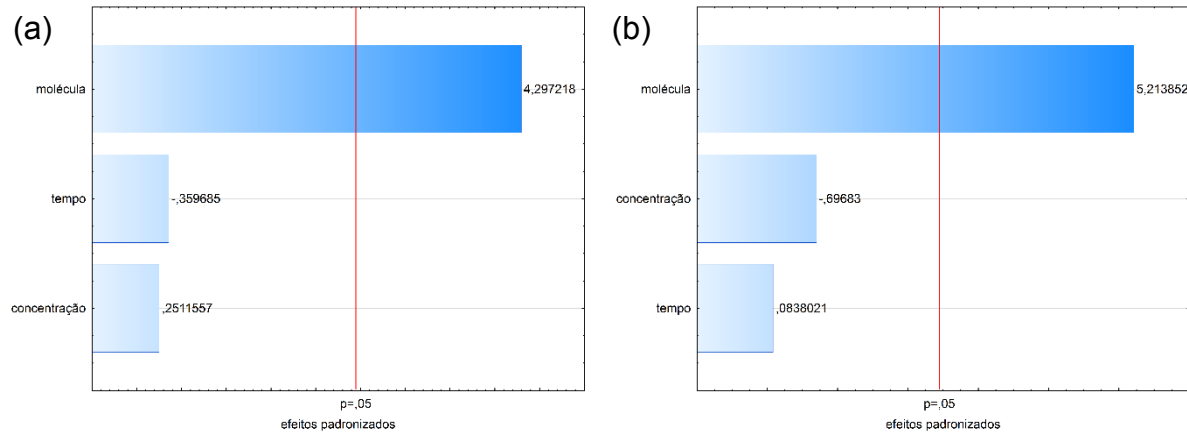 (a)
molécula
4,297218
tempo
-,359685
concentração
,2511557
p=,05
efeitos padronizados
(b)
molécula
5,213852
concentração
-,69683
tempo
,0838021
p=,05
efeitos padronizados